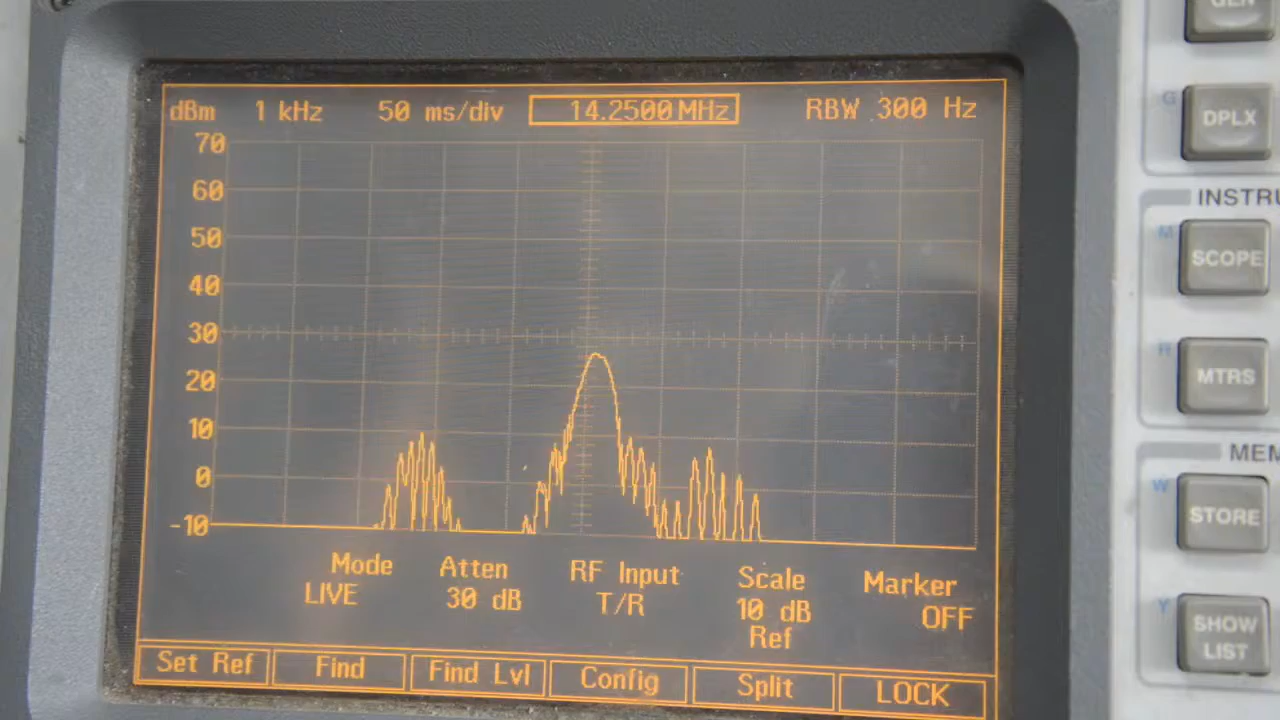 dBm 1 kHz 50 ms/div 14.2500 MHz RBW 300 Hz
70
60
50
40
30
20
10
0
-10
Mode Atten RF Input Scale Marker
LIVE 30 dB T/R 10 dB OFF
Ref
Set Ref Find Find Lvl Config Split LOCK
GEN
G
DPLX
INSTRU
M
SCOPE
R
MTRS
MEM
W
STORE
Y
SHOW
LIST